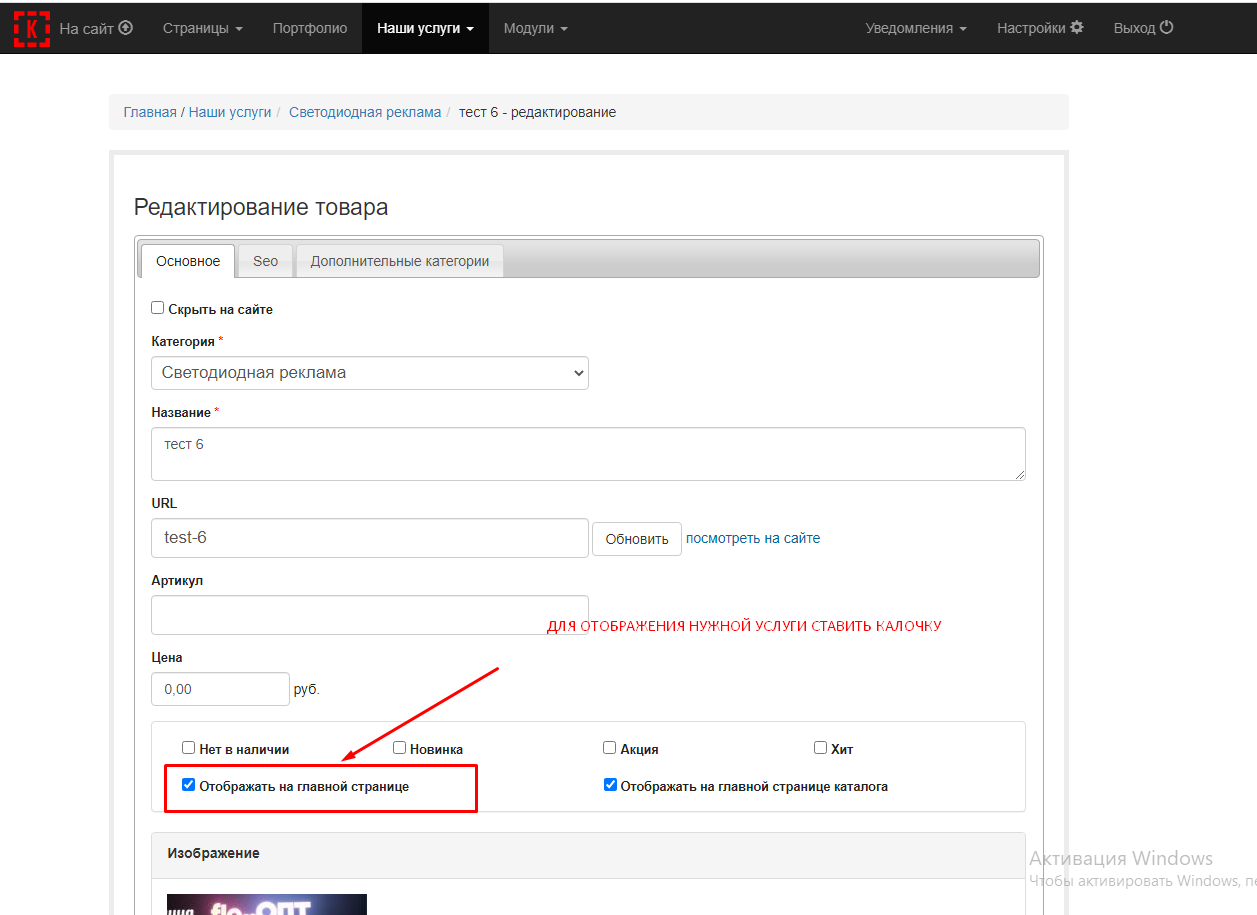 К На сайт Страницы Портфолио Наши услуги Модули Уведомления Настройки Выход
Главная / Наши услуги / Светодиодная реклама / тест 6 - редактирование
Редактирование товара
Основное Seo Дополнительные категории
Скрыть на сайте
Категория *
Светодиодная реклама
Название *
тест 6
URL
test-6 Обновить посмотреть на сайте
Артикул
ДЛЯ ОТОБРАЖЕНИЯ НУЖНОЙ УСЛУГИ СТАВИТЬ КАЛОЧКУ
Цена
0,00 руб.
Нет в наличии Новинка Акция Хит
Отображать на главной странице Отображать на главной странице каталога
Изображение
Активация Windows
Чтобы активировать Windows, пе